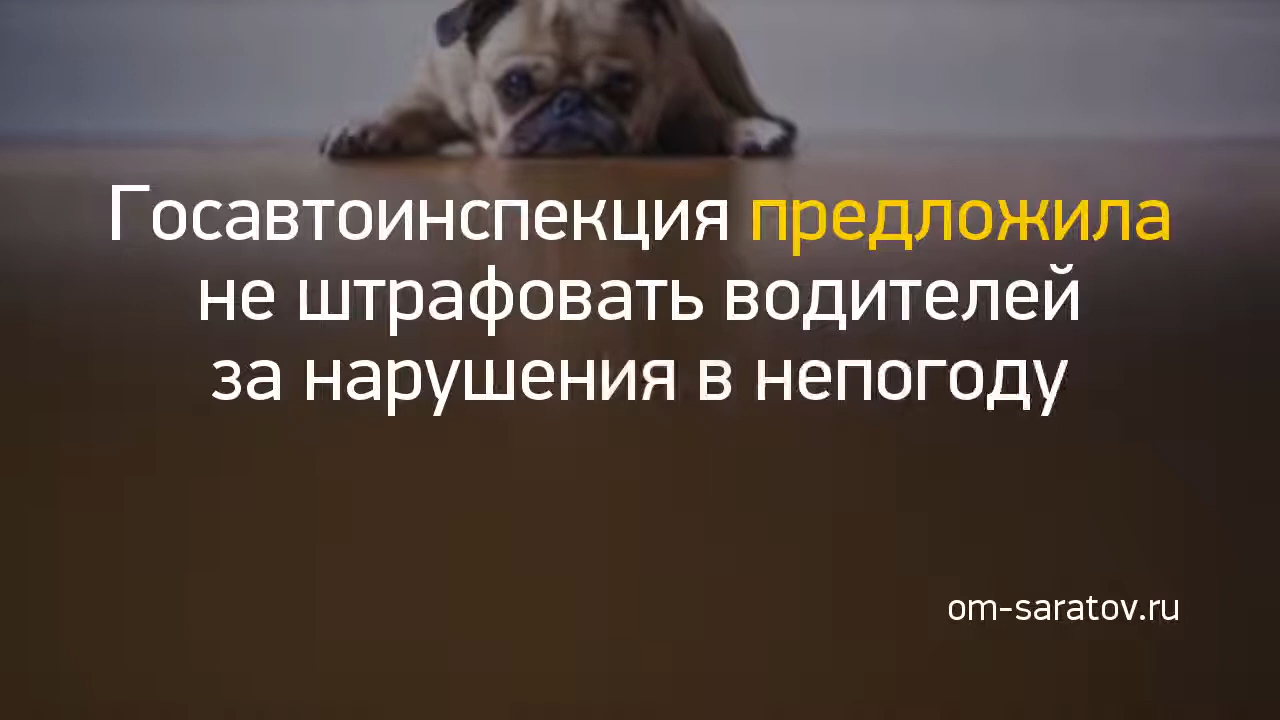 Госавтоинспекция предложила
не штрафовать водителей
за нарушения в непогоду
om-saratov.ru